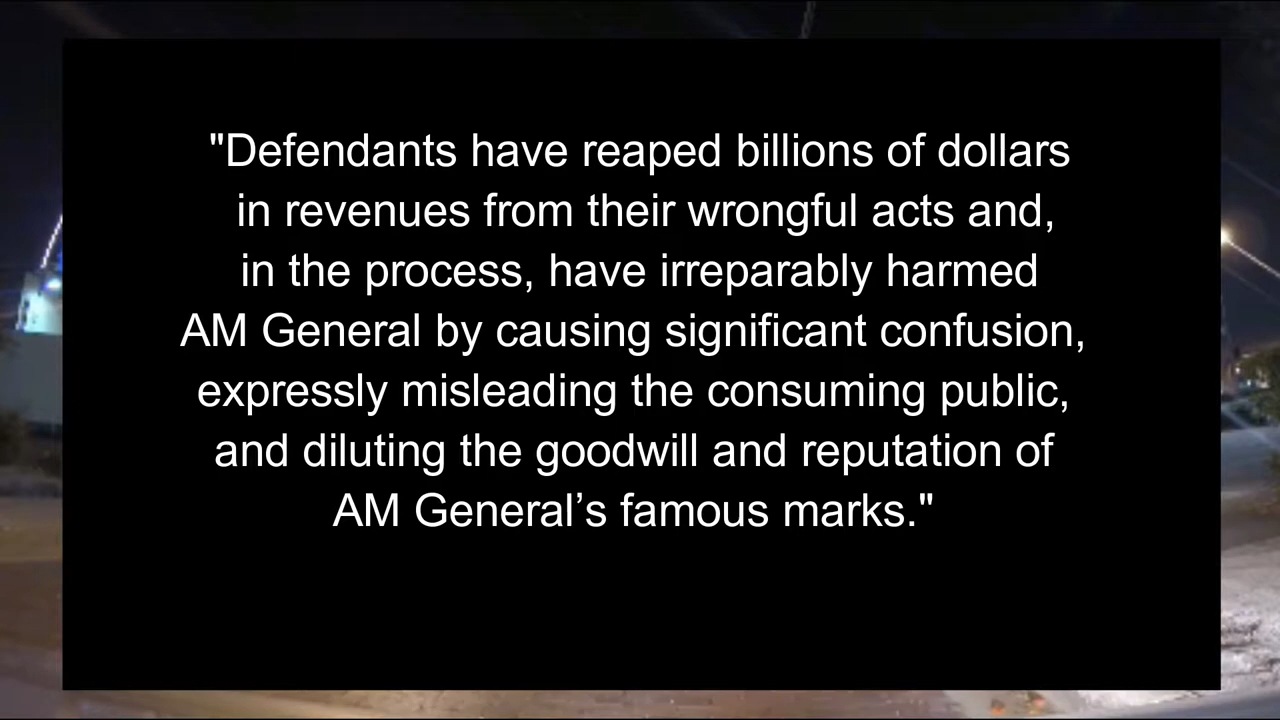 "Defendants have reaped billions of dollars
in revenues from their wrongful acts and,
in the process, have irreparably harmed
AM General by causing significant confusion,
expressly misleading the consuming public,
and diluting the goodwill and reputation of
AM General’s famous marks."